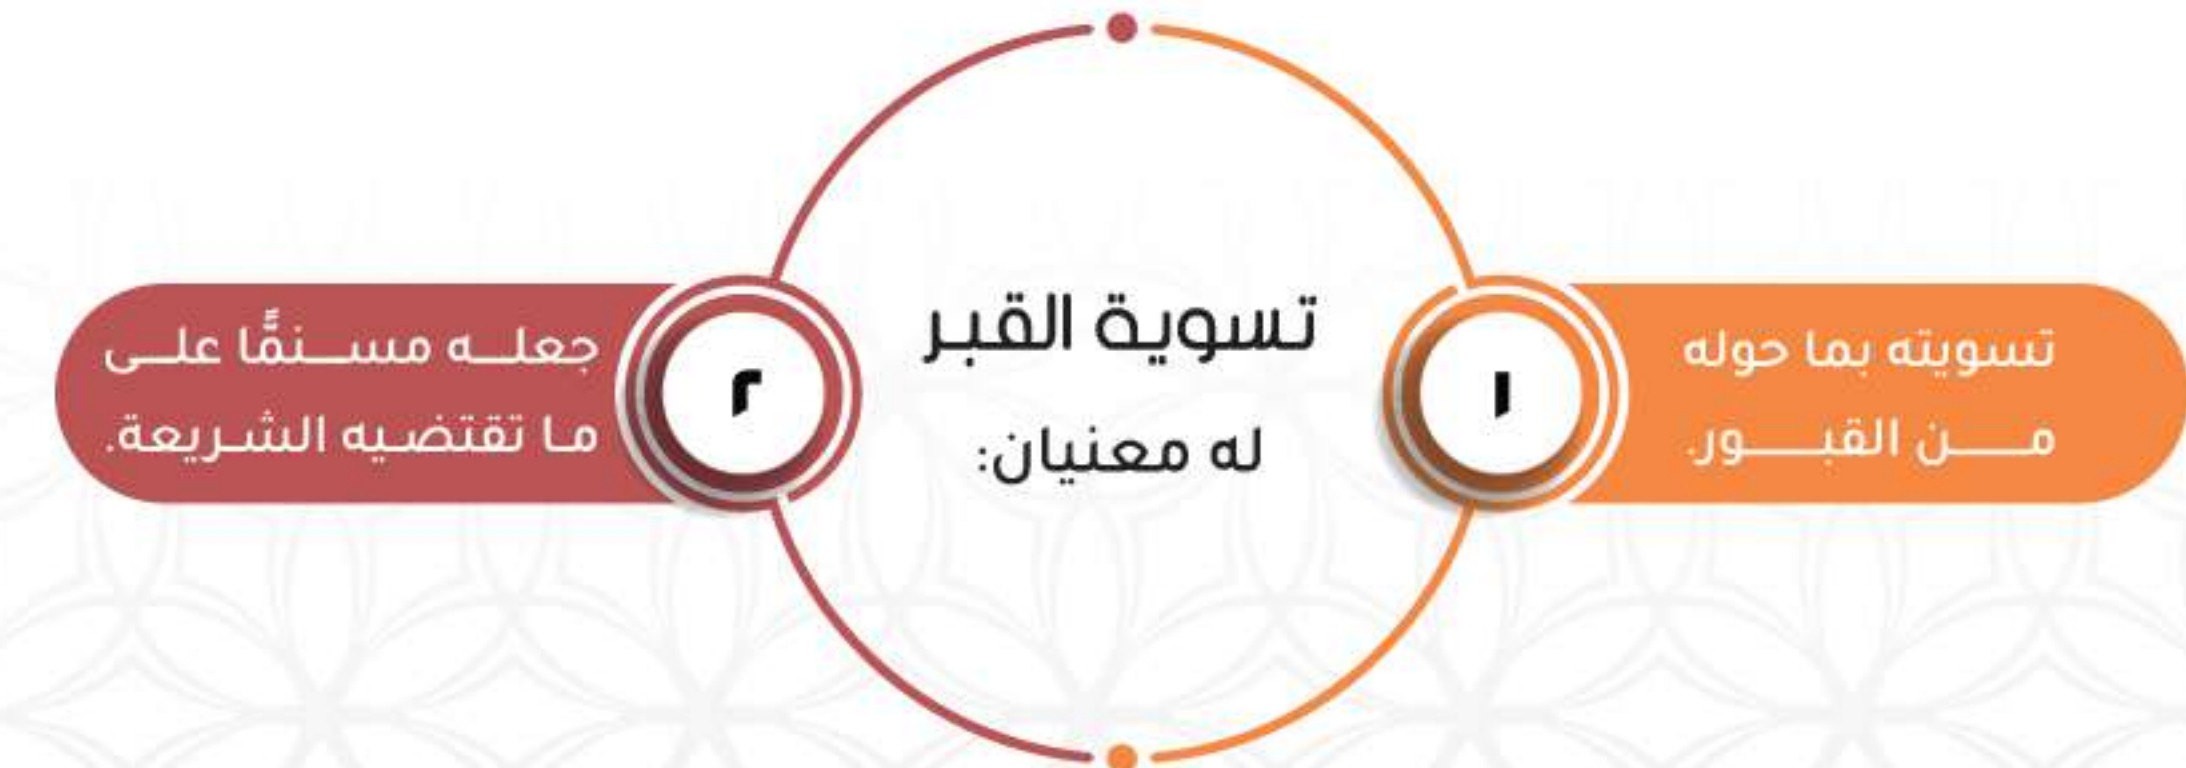 تسوية القبر
له معنيان:
١
تسويته بما حوله
من القبور.
٢
جعله مسنمًّا على
ما تقتضيه الشريعة.